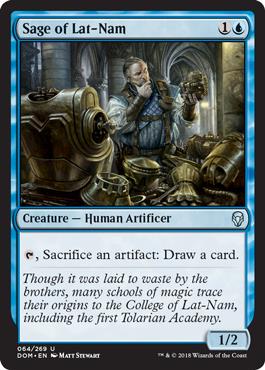 Sage of Lat-Nam 1
Creature — Human Artificer
, Sacrifice an artifact: Draw a card.
Though it was laid to waste by the
brothers, many schools of magic trace
their origins to the College of Lat-Nam,
including the first Tolarian Academy.
1/2
064/269 U
DOM • EN MATT STEWART
™ & © 2018 Wizards of the Coast